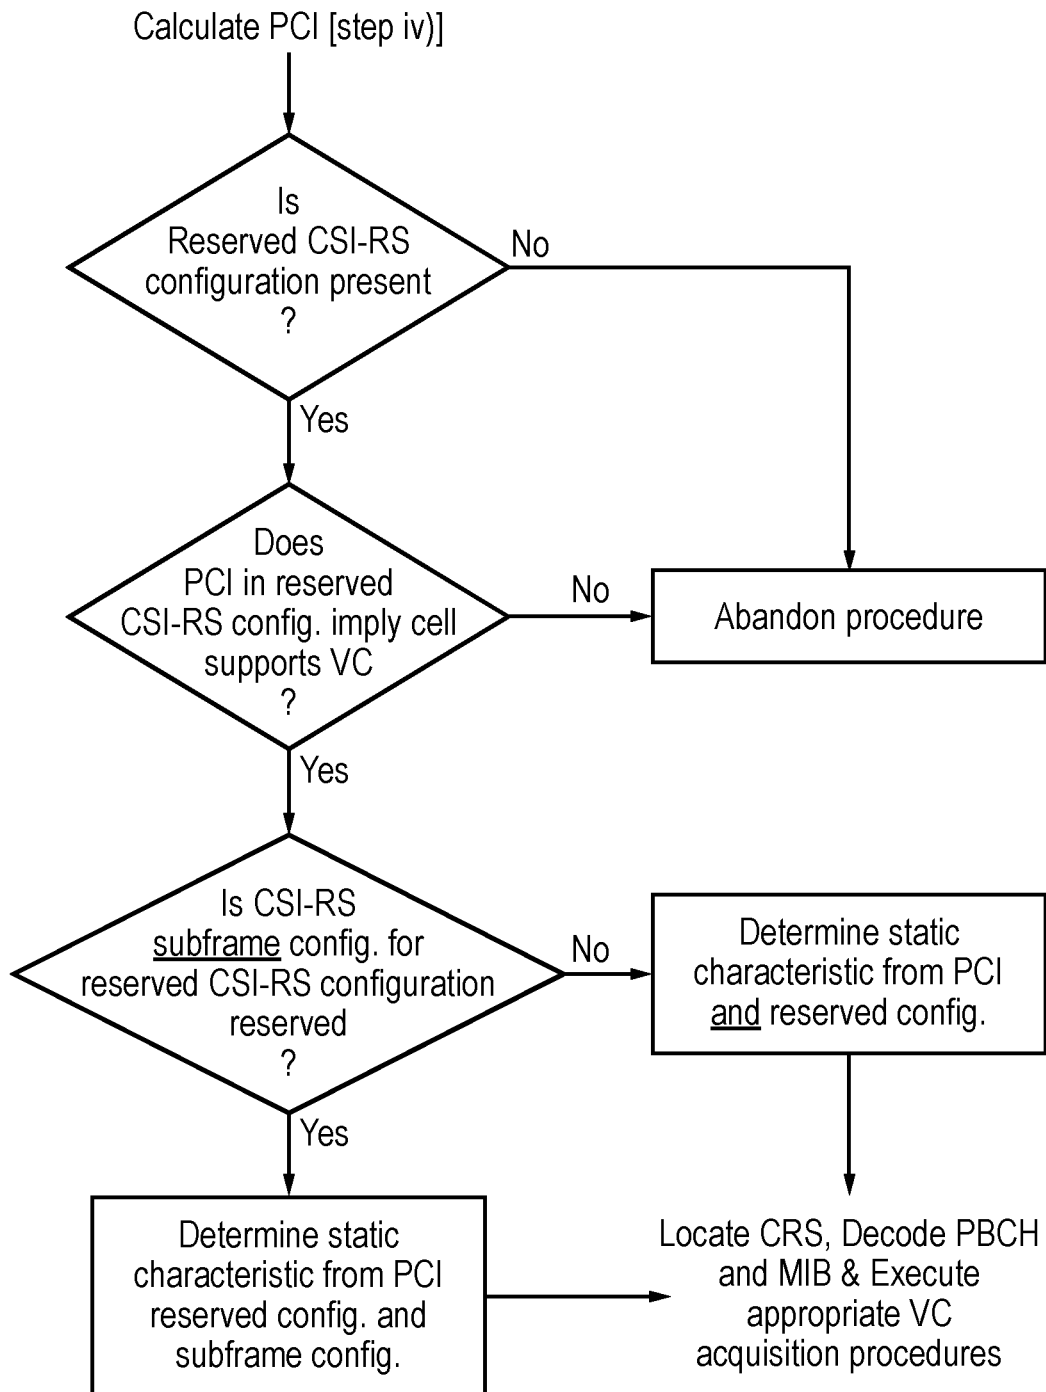 Calculate PCI [step iv)]
Is
Reserved CSI-RS
configuration present
?
No
Yes
Does
PCI in reserved
CSI-RS config. imply cell
supports VC
?
No
Abandon procedure
Yes
Is CSI-RS
subframe config. for
reserved CSI-RS configuration
reserved
?
No
Determine static
characteristic from PCI
and reserved config.
Yes
Determine static
characteristic from PCI
reserved config. and
subframe config.
Locate CRS, Decode PBCH
and MIB & Execute
appropriate VC
acquisition procedures